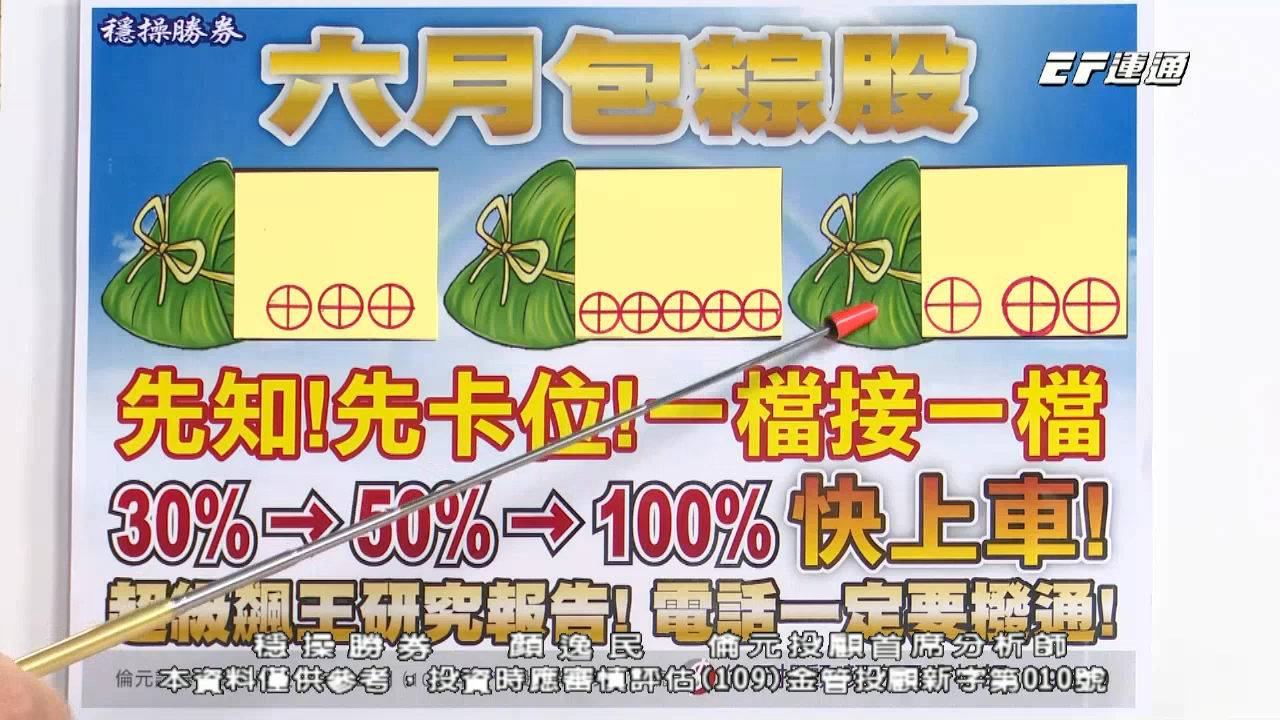 穩操勝券
EF運通
六月包粽股
先知!先卡位!一檔接一檔
30%→50%→100% 快上車!
超級飆王研究報告! 電話一定要撥通!
穩操勝券 顏逸民 倫元投顧首席分析師
本資料僅供參考,投資時應審慎評估(109)金管投顧新字第010號
倫元